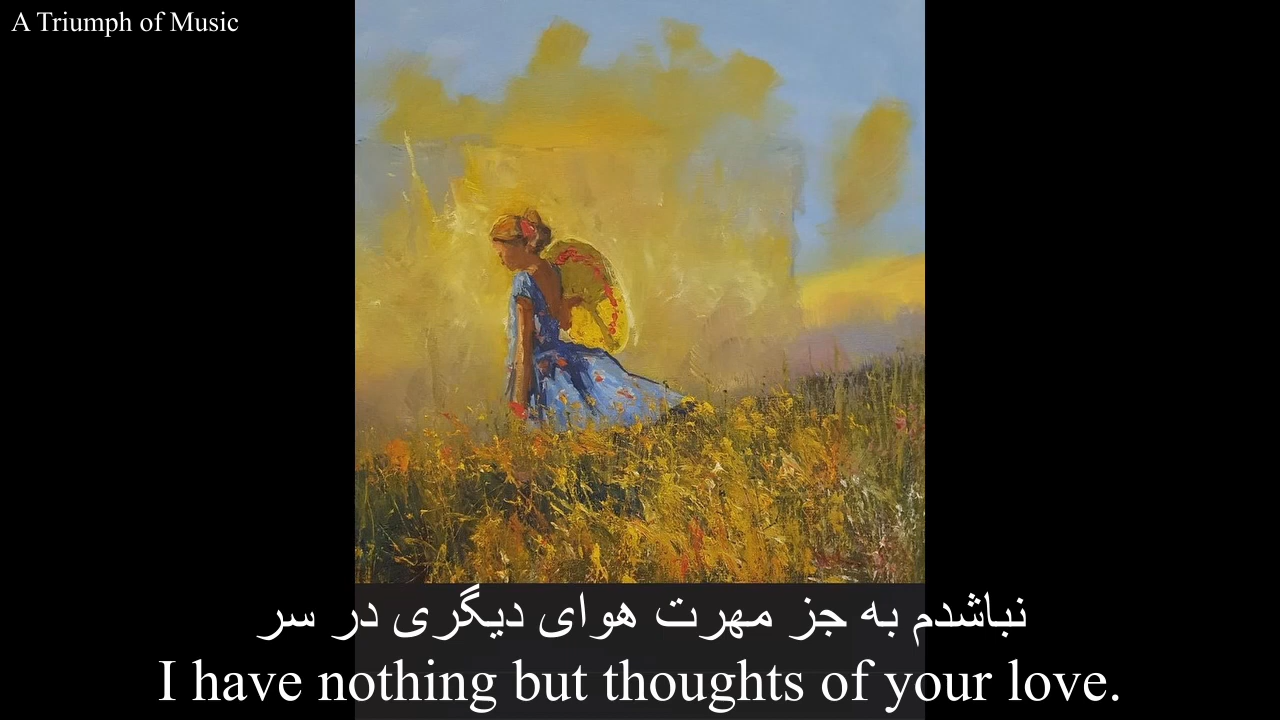 A Triumph of Music
نباشدم به جز مهرت هوای دیگری در سر
I have nothing but thoughts of your love.